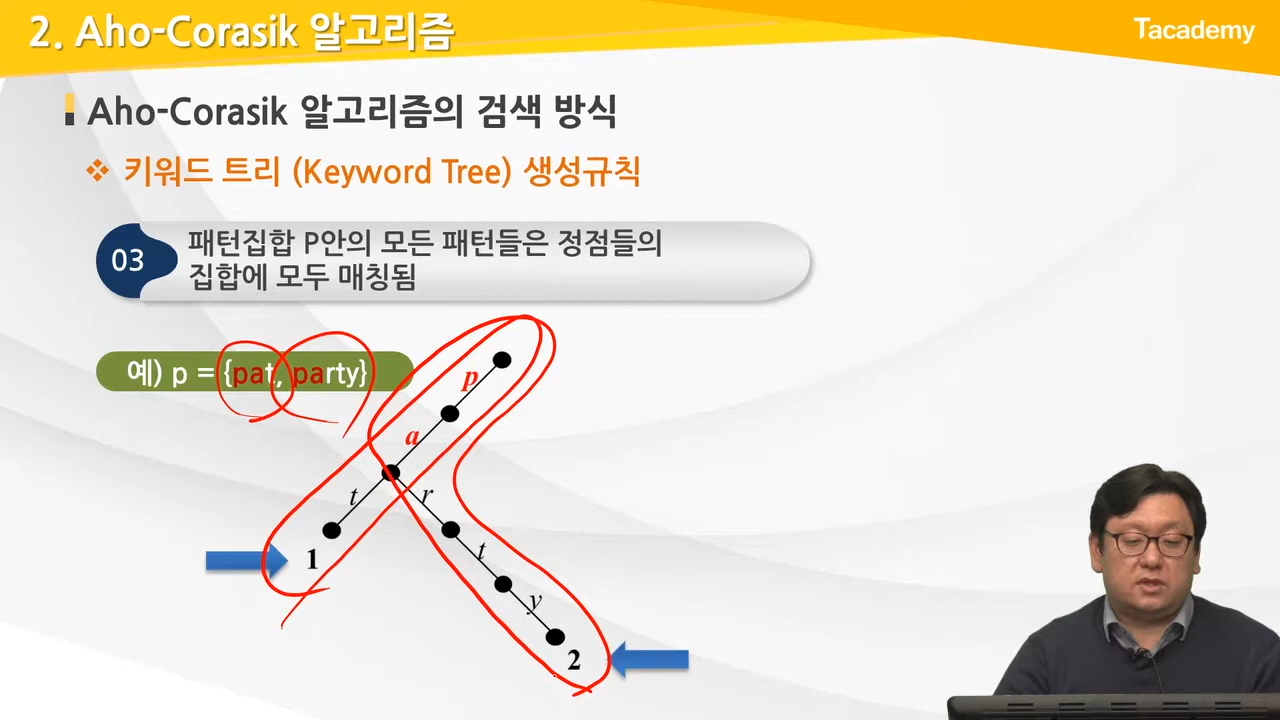 2. Aho-Corasik 알고리즘
Tacademy
Aho-Corasik 알고리즘의 검색 방식
❖ 키워드 트리 (Keyword Tree) 생성규칙
03
패턴집합 P안의 모든 패턴들은 정점들의
집합에 모두 매칭됨
예) p = {pat, party}
p
a
t
r
t
y
1
2